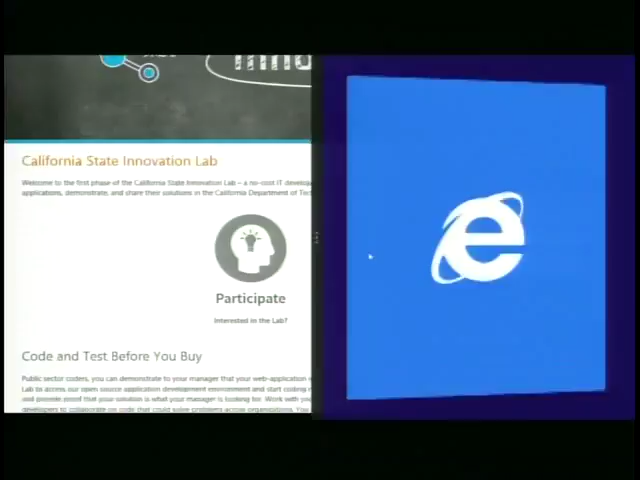 California State Innovation Lab
Welcome to the first phase of the California State Innovation Lab – a no-cost IT develop
applications, demonstrate, and share their solutions in the California Department of Tec
Participate
Interested in the Lab?
Code and Test Before You Buy
Public sector coders, you can demonstrate to your manager that your web-application
Lab to access our open source application development environment and start coding
and provide proof that your solution is what your manager is looking for. Work with you
developers to collaborate on code that could solve problems across organizations. You